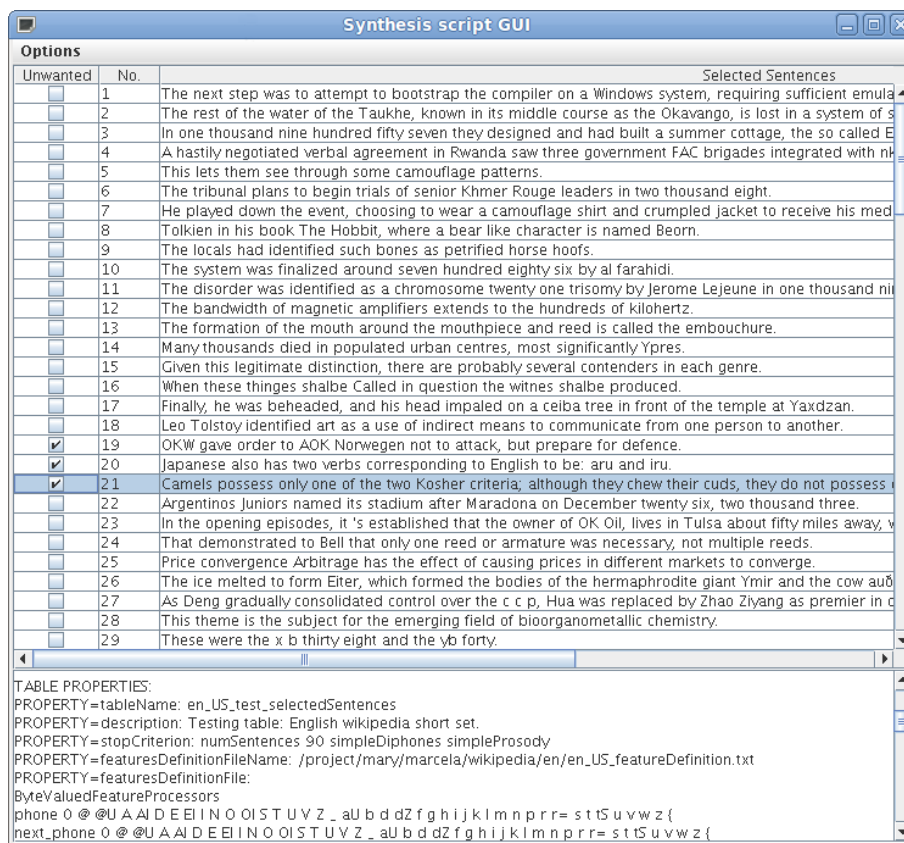 Synthesis script GUI
Options
Unwanted No. Selected Sentences
1 The next step was to attempt to bootstrap the compiler on a Windows system, requiring sufficient emula
2 The rest of the water of the Taukhe, known in its middle course as the Okavango, is lost in a system of s
3 In one thousand nine hundred fifty seven they designed and had built a summer cottage, the so called E
4 A hastily negotiated verbal agreement in Rwanda saw three government FAC brigades integrated with nk
5 This lets them see through some camouflage patterns.
6 The tribunal plans to begin trials of senior Khmer Rouge leaders in two thousand eight.
7 He played down the event, choosing to wear a camouflage shirt and crumpled jacket to receive his med
8 Tolkien in his book The Hobbit, where a bear like character is named Beorn.
9 The locals had identified such bones as petrified horse hoofs.
10 The system was finalized around seven hundred eighty six by al farahidi.
11 The disorder was identified as a chromosome twenty one trisomy by Jerome Lejeune in one thousand nin
12 The bandwidth of magnetic amplifiers extends to the hundreds of kilohertz.
13 The formation of the mouth around the mouthpiece and reed is called the embouchure.
14 Many thousands died in populated urban centres, most significantly Ypres.
15 Given this legitimate distinction, there are probably several contenders in each genre.
16 When these thinges shalbe Called in question the witnes shalbe produced.
17 Finally, he was beheaded, and his head impaled on a ceiba tree in front of the temple at Yaxdzan.
18 Leo Tolstoy identified art as a use of indirect means to communicate from one person to another.
19 OKW gave order to AOK Norwegen not to attack, but prepare for defence.
20 Japanese also has two verbs corresponding to English to be: aru and iru.
21 Camels possess only one of the two Kosher criteria; although they chew their cuds, they do not possess
22 Argentinos Juniors named its stadium after Maradona on December twenty six, two thousand three.
23 In the opening episodes, it 's established that the owner of OK Oil, lives in Tulsa about fifty miles away, w
24 That demonstrated to Bell that only one reed or armature was necessary, not multiple reeds.
25 Price convergence Arbitrage has the effect of causing prices in different markets to converge.
26 The ice melted to form Eiter, which formed the bodies of the hermaphrodite giant Ymir and the cow auð
27 As Deng gradually consolidated control over the c c p, Hua was replaced by Zhao Ziyang as premier in
28 This theme is the subject for the emerging field of bioorganometallic chemistry.
29 These were the x b thirty eight and the yb forty.
TABLE PROPERTIES:
PROPERTY=tableName: en_US_test_selectedSentences
PROPERTY=description: Testing table: English wikipedia short set.
PROPERTY=stopCriterion: numSentences 90 simpleDiphones simpleProsody
PROPERTY=featuresDefinitionFileName: /project/mary/marcela/wikipedia/en/en_US_featureDefinition.txt
PROPERTY=featuresDefinitionFile:
ByteValuedFeatureProcessors
phone 0 @ @U A AI D E EI I N O OI S T U V Z _ aU b d dZ f g h i j k l m n p r r= s t tS u v w z {
next_phone 0 @ @U A AI D E EI I N O OI S T U V Z _ aU b d dZ f g h i j k l m n p r r= s t tS u v w z {